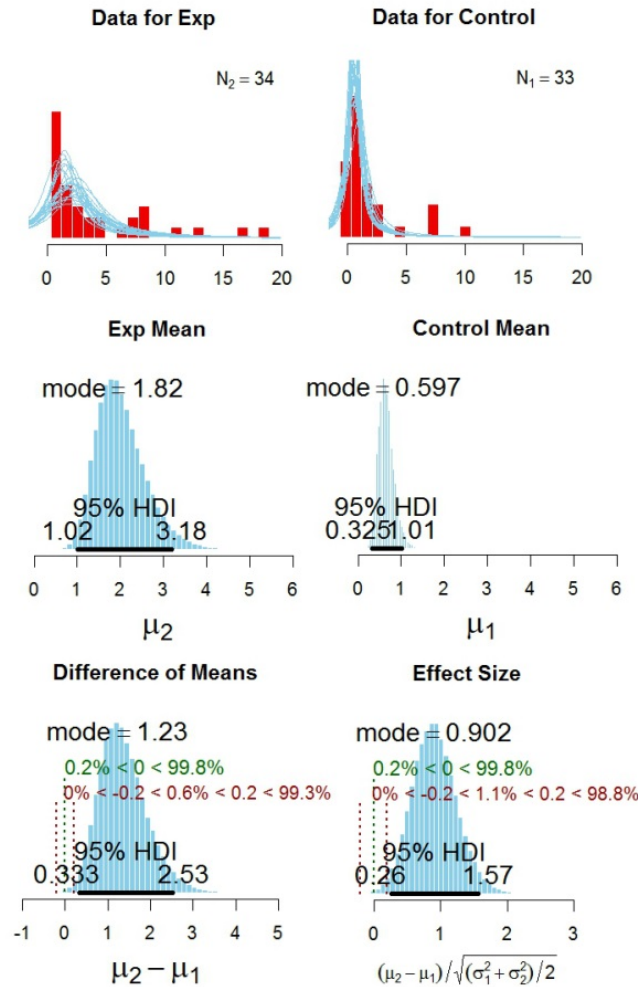 Data for Exp
Data for Control
N₂ = 34
N₁ = 33
0 5 10 15 20
0 5 10 15 20
Exp Mean
Control Mean
mode = 1.82
mode = 0.597
95% HDI
95% HDI
1.02 3.18
0.325 1.01
0 1 2 3 4 5 6
0 1 2 3 4 5 6
μ₂
μ₁
Difference of Means
Effect Size
mode = 1.23
mode = 0.902
0.2% < 0 < 99.8%
0.2% < 0 < 99.8%
0% < -0.2 < 0.6% < 0.2 < 99.3%
0% < -0.2 < 1.1% < 0.2 < 98.8%
95% HDI
95% HDI
0.333 2.53
0.26 1.57
-1 0 1 2 3 4 5
0 1 2 3
μ₂ − μ₁
(μ₂ − μ₁)/√(σ₁² + σ₂²)/2